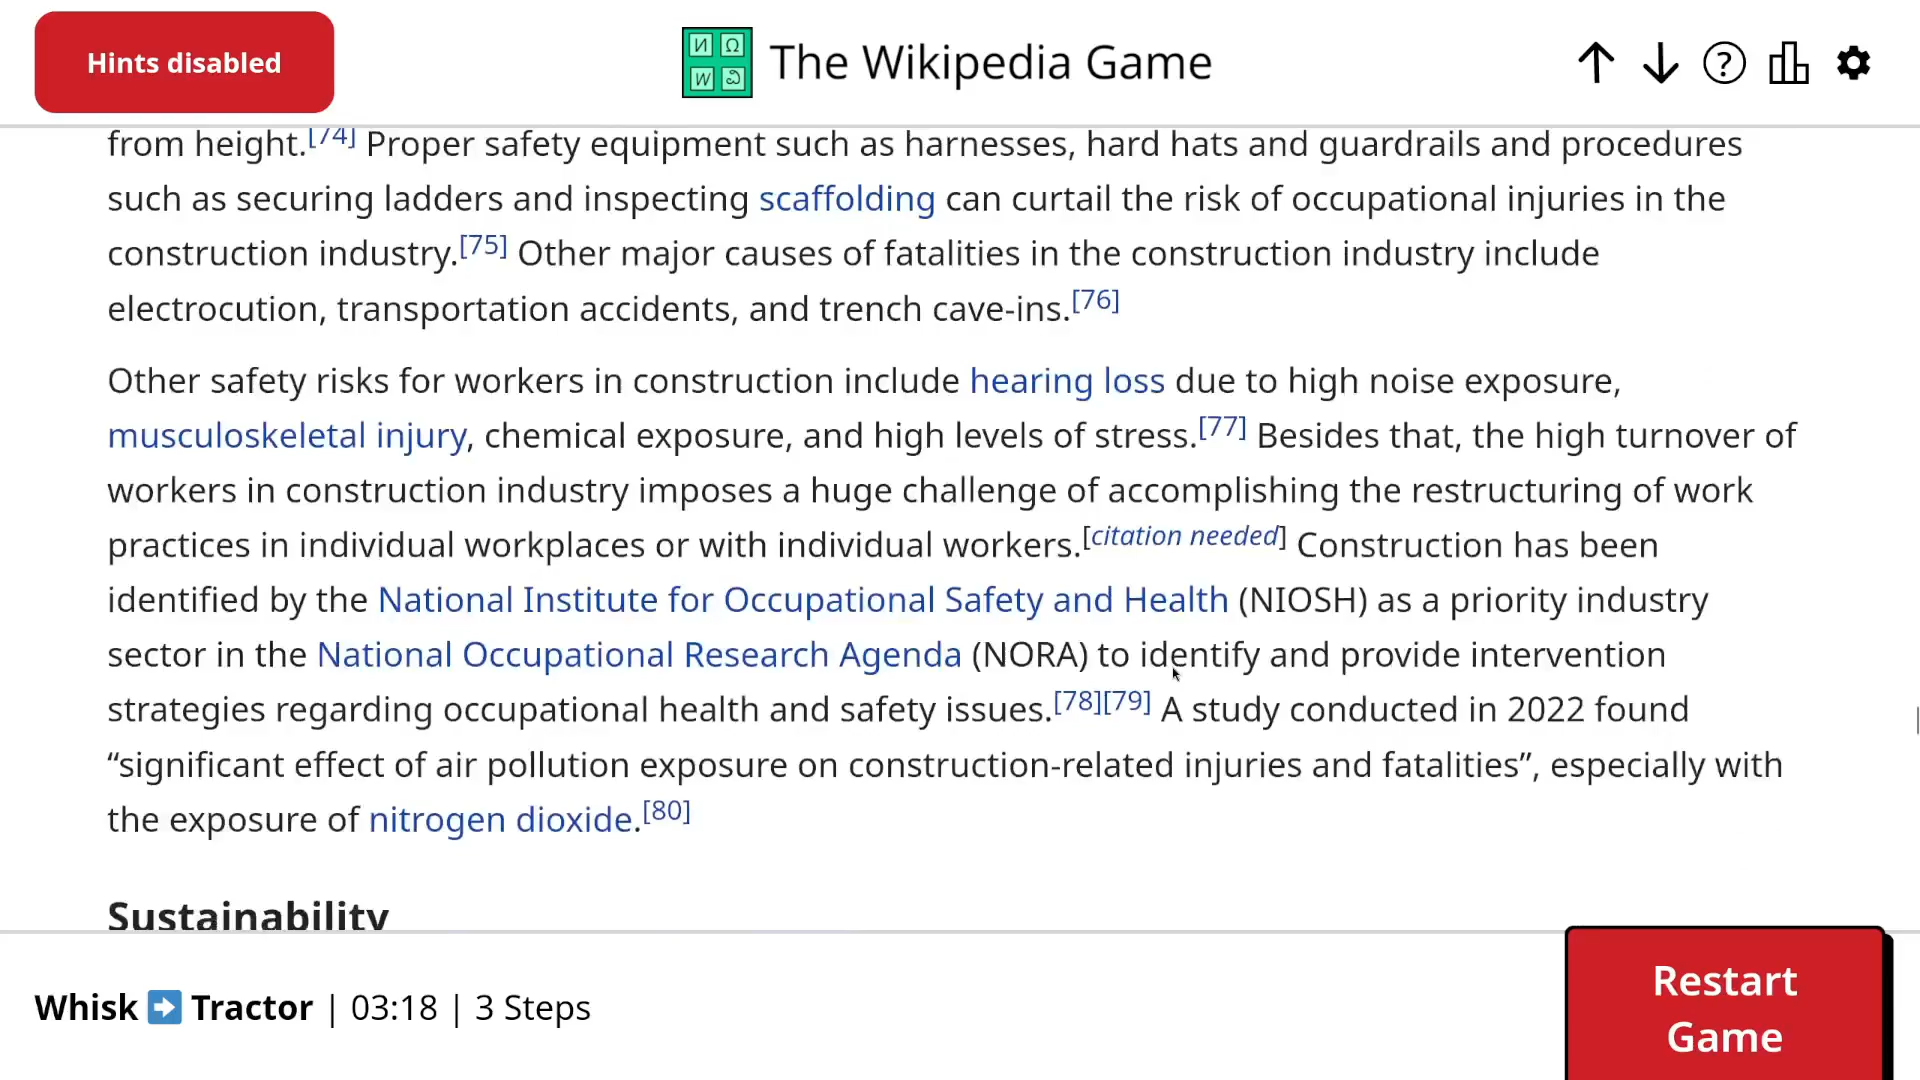 Hints disabled
The Wikipedia Game
from height.[74] Proper safety equipment such as harnesses, hard hats and guardrails and procedures
such as securing ladders and inspecting scaffolding can curtail the risk of occupational injuries in the
construction industry.[75] Other major causes of fatalities in the construction industry include
electrocution, transportation accidents, and trench cave-ins.[76]
Other safety risks for workers in construction include hearing loss due to high noise exposure,
musculoskeletal injury, chemical exposure, and high levels of stress.[77] Besides that, the high turnover of
workers in construction industry imposes a huge challenge of accomplishing the restructuring of work
practices in individual workplaces or with individual workers.[citation needed] Construction has been
identified by the National Institute for Occupational Safety and Health (NIOSH) as a priority industry
sector in the National Occupational Research Agenda (NORA) to identify and provide intervention
strategies regarding occupational health and safety issues.[78][79] A study conducted in 2022 found
“significant effect of air pollution exposure on construction-related injuries and fatalities”, especially with
the exposure of nitrogen dioxide.[80]
Sustainability
Whisk ➡ Tractor | 03:18 | 3 Steps
Restart
Game